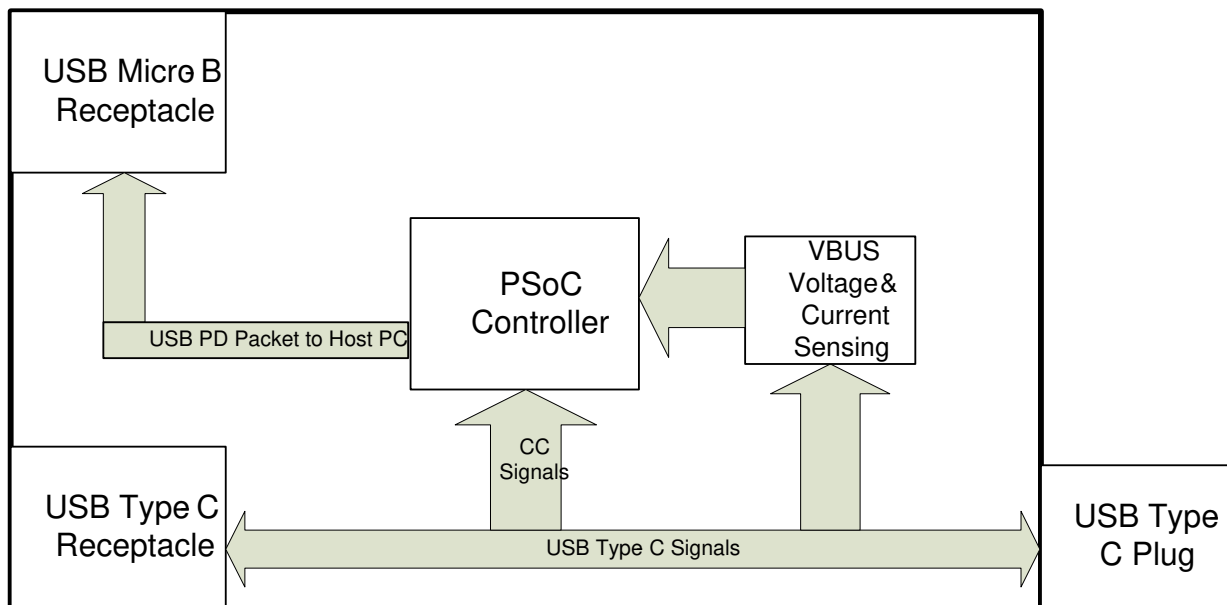 USB Micro-B
Receptacle
PSoC
Controller
VBUS
Voltage &
Current
Sensing
USB PD Packet to Host PC
CC
Signals
USB Type C
Receptacle
USB Type C Signals
USB Type
C Plug